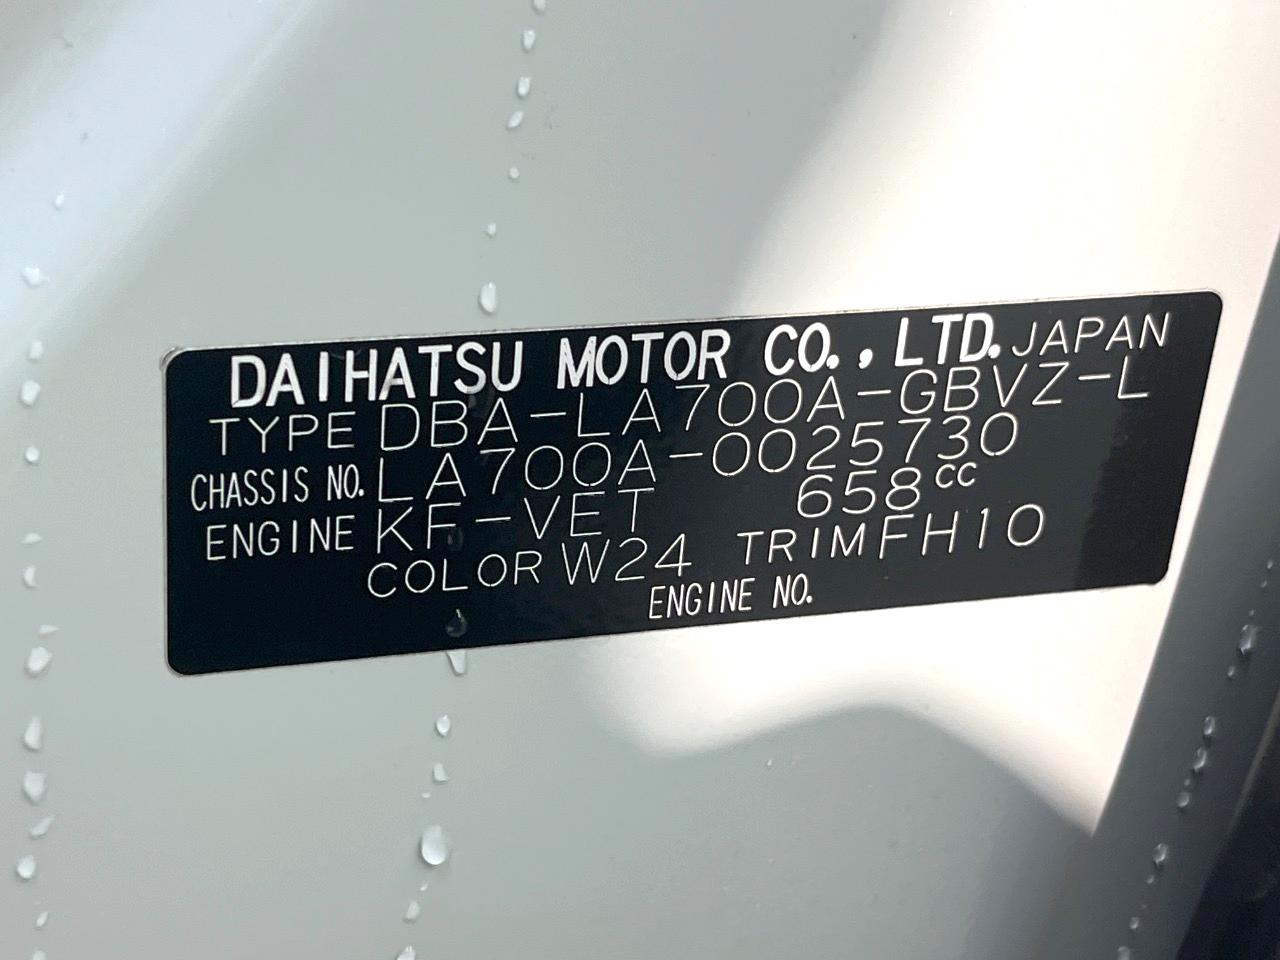 DAIHATSU MOTOR CO., LTD. JAPAN
TYPE DBA-LA700A-GBVZ-L
CHASSIS NO. LA700A-0025730
ENGINE KF-VET 658cc
COLOR W24 TRIM FH10
ENGINE NO.